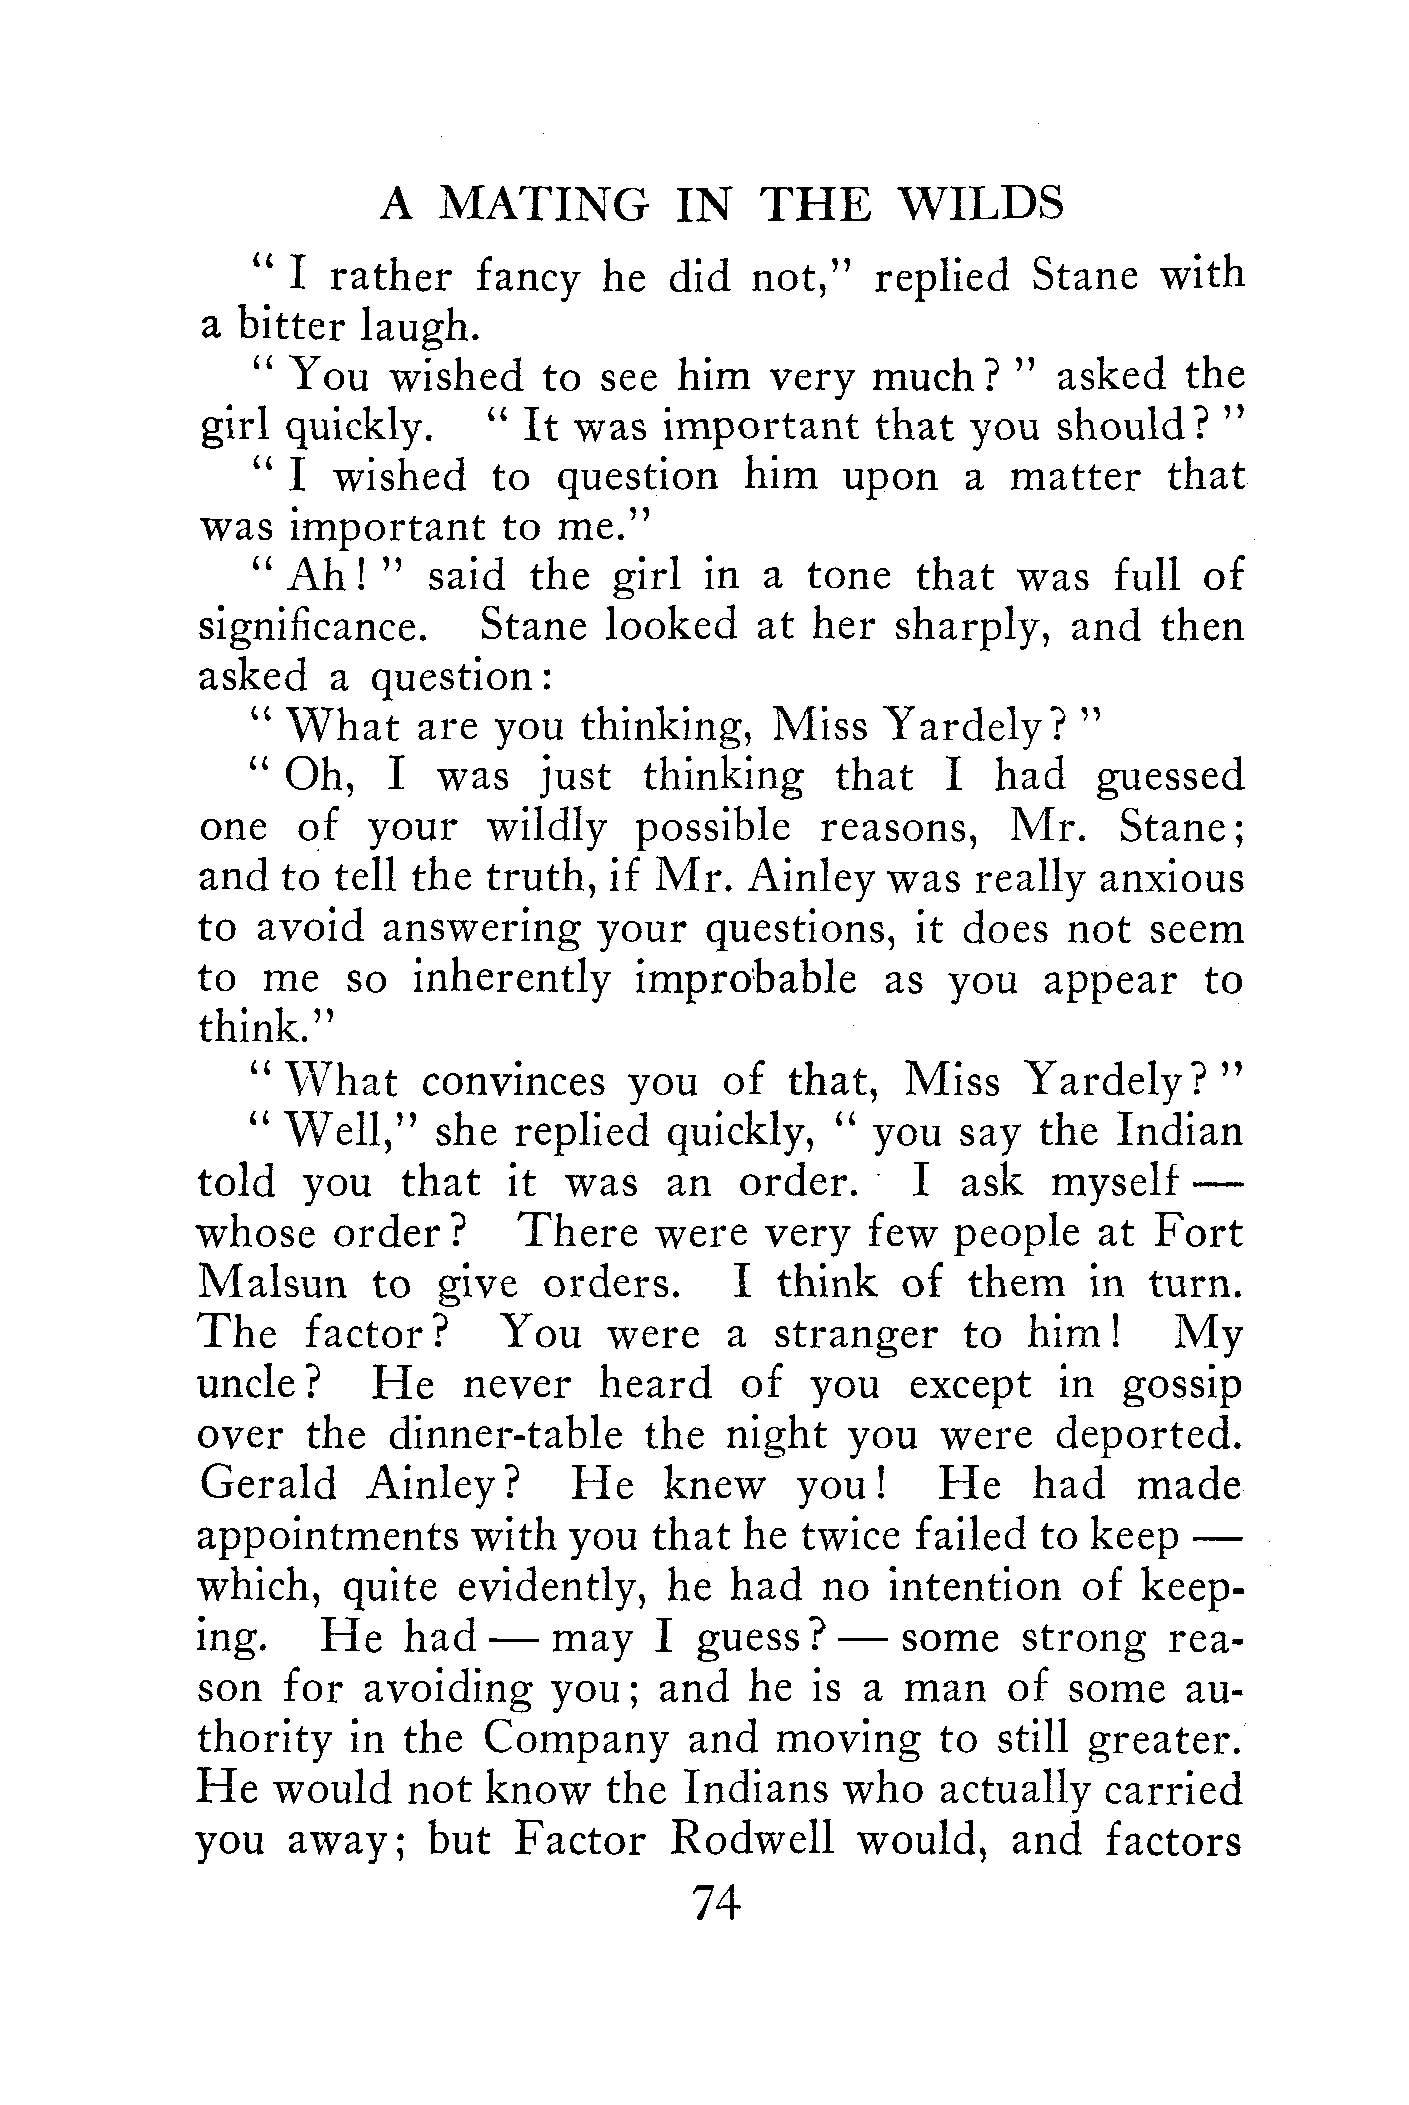 A MATING IN THE WILDS
“ I rather fancy he did not,” replied Stane with
a bitter laugh.
“ You wished to see him very much? ” asked the
girl quickly. “ It was important that you should? ”
“ I wished to question him upon a matter that
was important to me.”
“ Ah! ” said the girl in a tone that was full of
significance. Stane looked at her sharply, and then
asked a question:
“ What are you thinking, Miss Yardely? ”
“ Oh, I was just thinking that I had guessed
one of your wildly possible reasons, Mr. Stane;
and to tell the truth, if Mr. Ainley was really anxious
to avoid answering your questions, it does not seem
to me so inherently improbable as you appear to
think.”
“ What convinces you of that, Miss Yardely? ”
“ Well,” she replied quickly, “ you say the Indian
told you that it was an order. I ask myself —
whose order? There were very few people at Fort
Malsun to give orders. I think of them in turn.
The factor? You were a stranger to him! My
uncle? He never heard of you except in gossip
over the dinner-table the night you were deported.
Gerald Ainley? He knew you! He had made
appointments with you that he twice failed to keep —
which, quite evidently, he had no intention of keep-
ing. He had — may I guess? — some strong rea-
son for avoiding you; and he is a man of some au-
thority in the Company and moving to still greater.
He would not know the Indians who actually carried
you away; but Factor Rodwell would, and factors
74